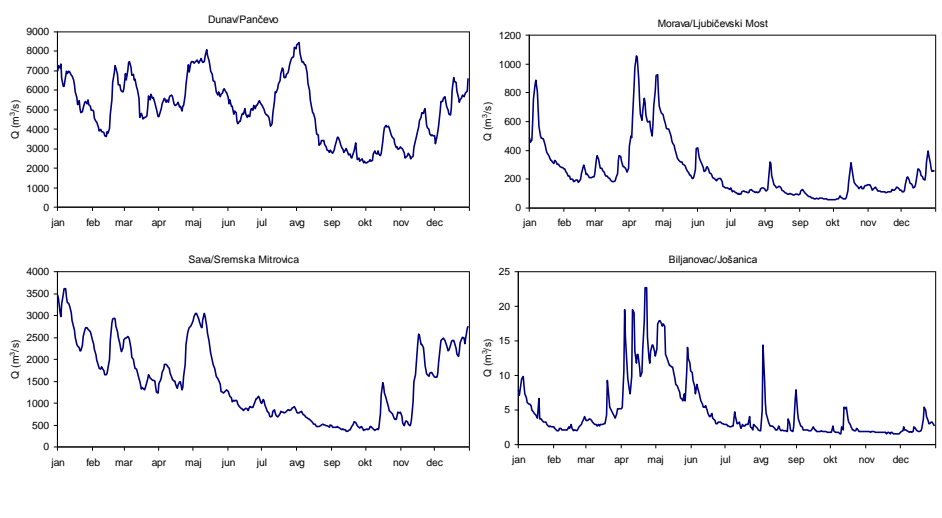 Dunav/Pančevo
Q (m³/s)
9000
8000
7000
6000
5000
4000
3000
2000
1000
0
jan feb mar apr maj jun jul avg sep okt nov dec
Morava/Ljubičevski Most
Q (m³/s)
1200
1000
800
600
400
200
0
jan feb mar apr maj jun jul avg sep okt nov dec
Sava/Sremska Mitrovica
Q (m³/s)
4000
3500
3000
2500
2000
1500
1000
500
0
jan feb mar apr maj jun jul avg sep okt nov dec
Biljanovac/Jošanica
Q (m³/s)
25
20
15
10
5
0
jan feb mar apr maj jun jul avg sep okt nov dec